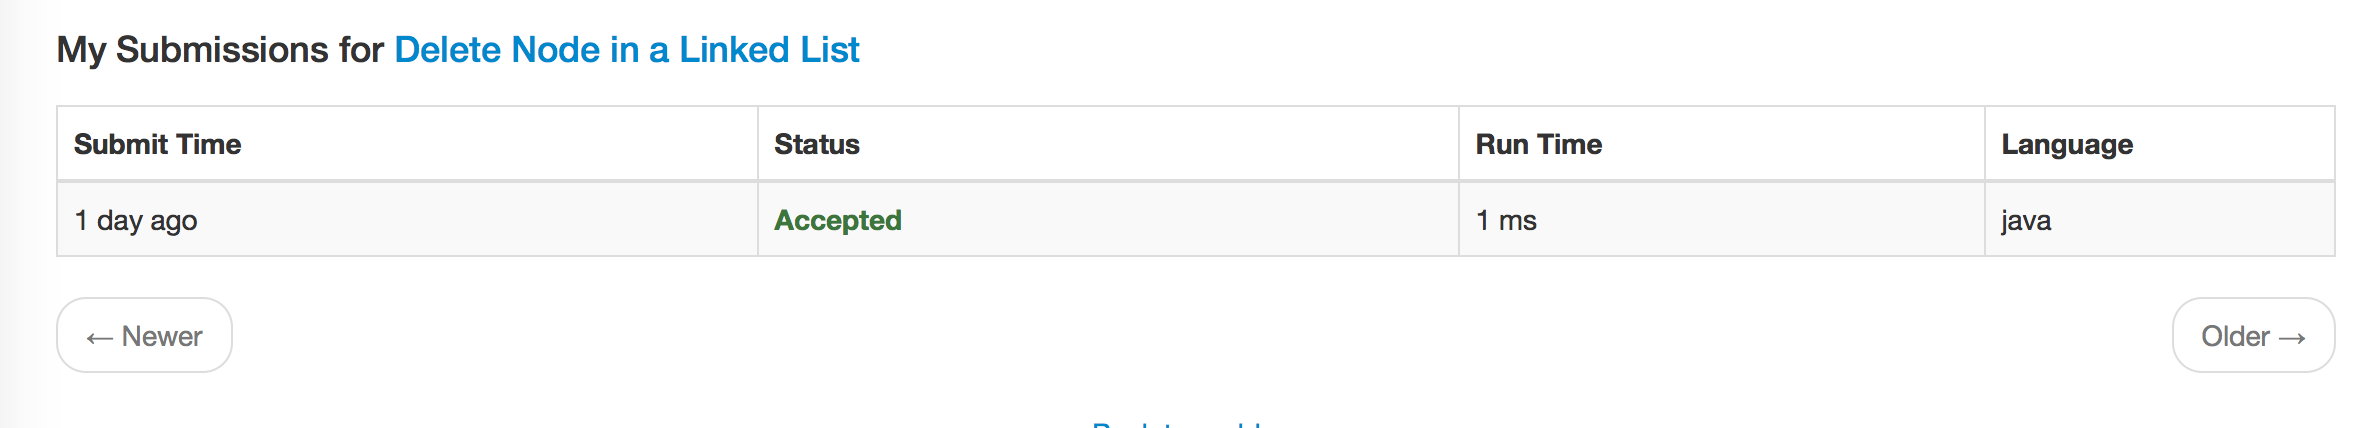 My Submissions for Delete Node in a Linked List
Submit Time Status Run Time Language
1 day ago Accepted 1 ms java
← Newer Older →